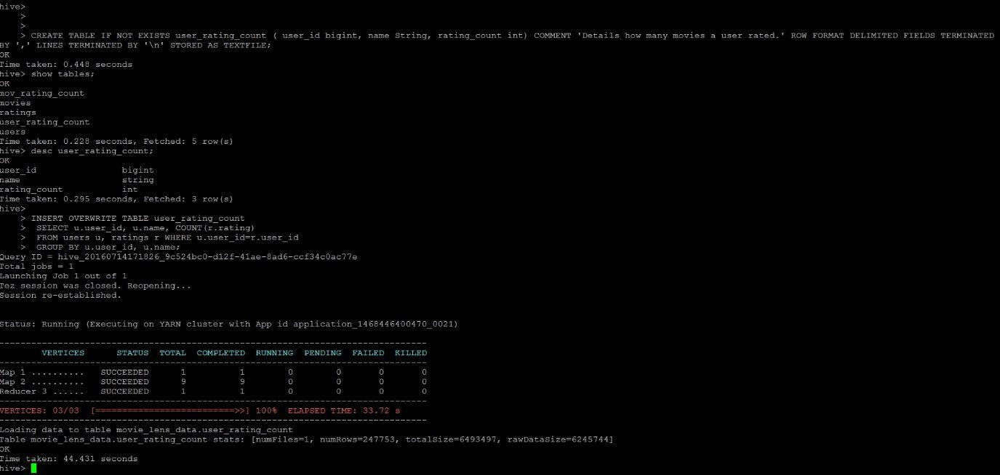 hive>
>
>
> CREATE TABLE IF NOT EXISTS user_rating_count ( user_id bigint, name String, rating_count int) COMMENT 'Details how many movies a user rated.' ROW FORMAT DELIMITED FIELDS TERMINATED
BY ',' LINES TERMINATED BY '\n' STORED AS TEXTFILE;
OK
Time taken: 0.448 seconds
hive> show tables;
OK
mov_rating_count
movies
ratings
user_rating_count
users
Time taken: 0.228 seconds, Fetched: 5 row(s)
hive> desc user_rating_count;
OK
user_id                 bigint
name                    string
rating_count            int
Time taken: 0.295 seconds, Fetched: 3 row(s)
hive>
> INSERT OVERWRITE TABLE user_rating_count
>  SELECT u.user_id, u.name, COUNT(r.rating)
>  FROM users u, ratings r WHERE u.user_id=r.user_id
>  GROUP BY u.user_id, u.name;
Query ID = hive_20160714171826_9c524bc0-d12f-41ae-8ad6-ccf34c0ac77e
Total jobs = 1
Launching Job 1 out of 1
Tez session was closed. Reopening...
Session re-established.
Status: Running (Executing on YARN cluster with App id application_1468446400470_0021)
--------------------------------------------------------------------------------
VERTICES      STATUS  TOTAL  COMPLETED  RUNNING  PENDING  FAILED  KILLED
--------------------------------------------------------------------------------
Map 1 ..........   SUCCEEDED      1          1        0        0       0       0
Map 2 ..........   SUCCEEDED      9          9        0        0       0       0
Reducer 3 ......   SUCCEEDED      1          1        0        0       0       0
--------------------------------------------------------------------------------
VERTICES: 03/03  [==========================>>] 100%  ELAPSED TIME: 33.72 s
--------------------------------------------------------------------------------
Loading data to table movie_lens_data.user_rating_count
Table movie_lens_data.user_rating_count stats: [numFiles=1, numRows=247753, totalSize=6493497, rawDataSize=6245744]
OK
Time taken: 44.431 seconds
hive>